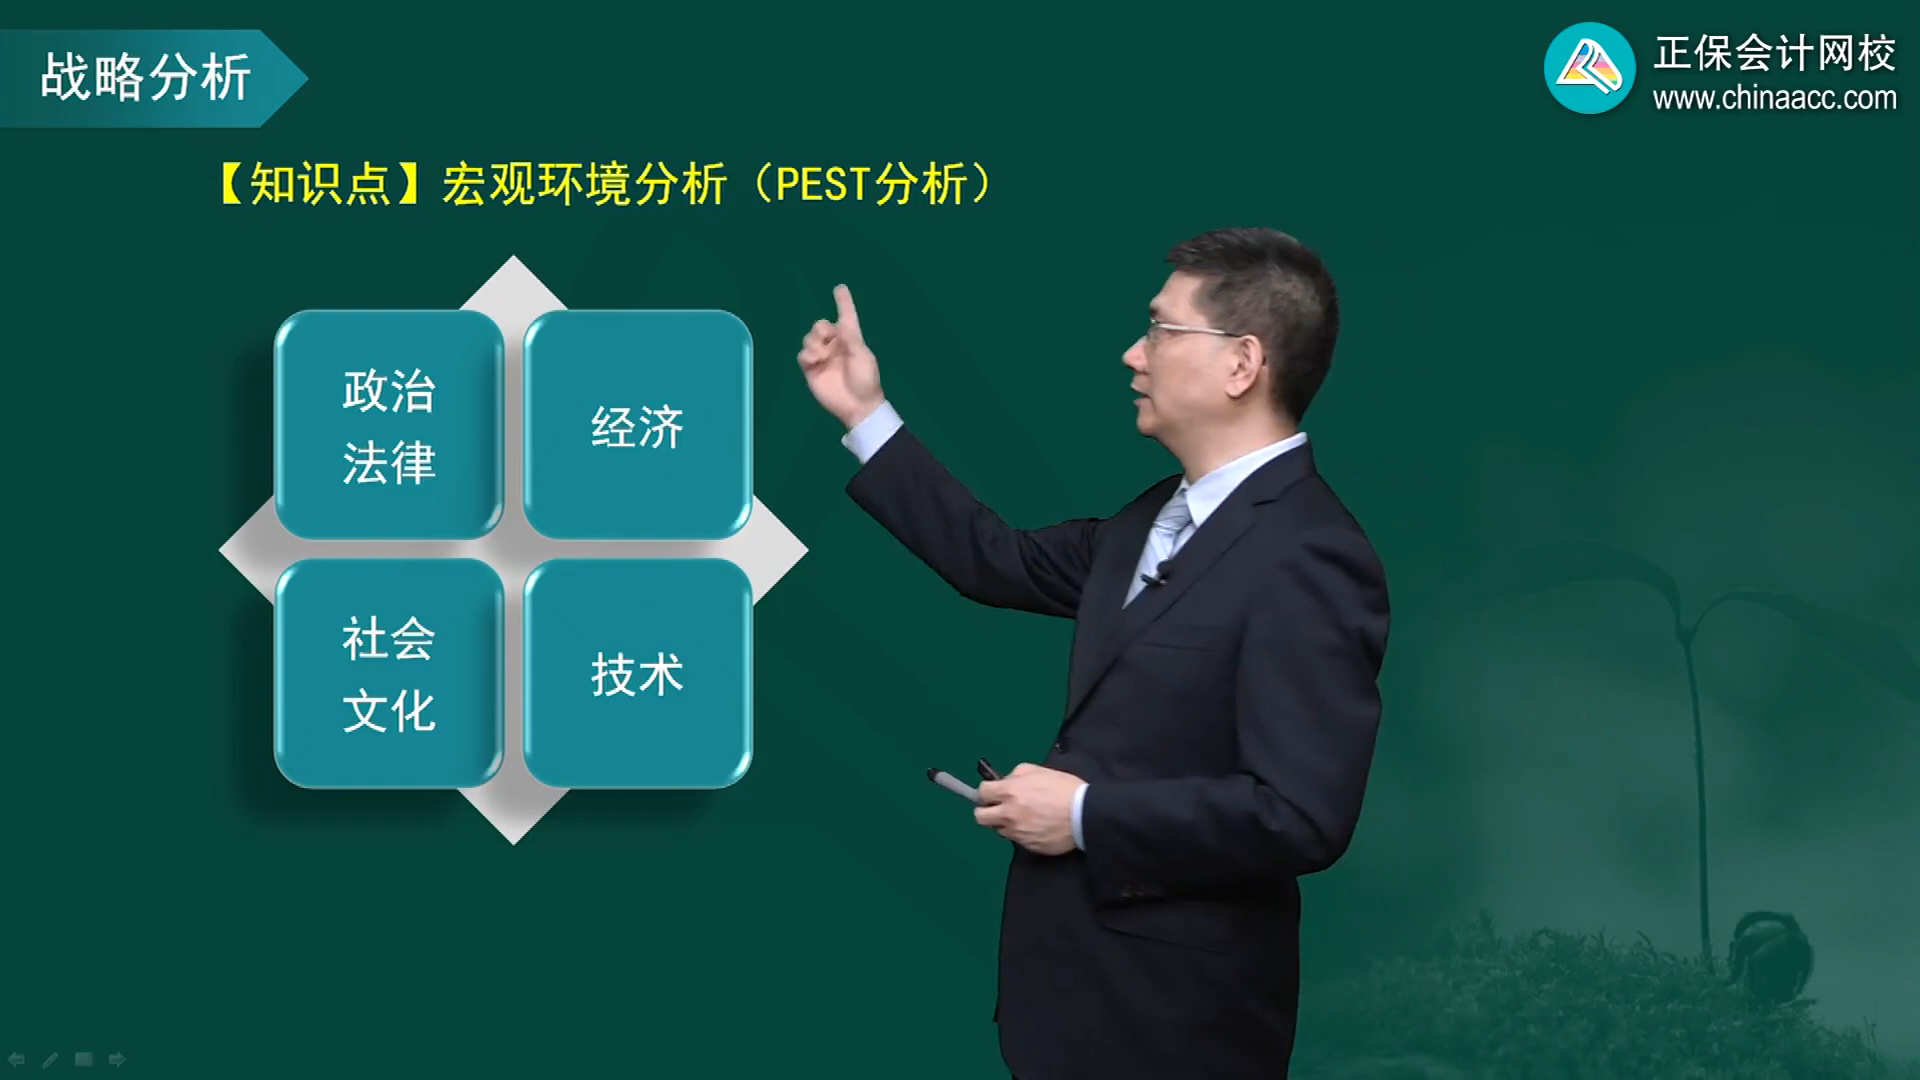 战略分析
正保会计网校
www.chinaacc.com
【知识点】宏观环境分析（PEST分析）
政治
法律
经济
社会
文化
技术